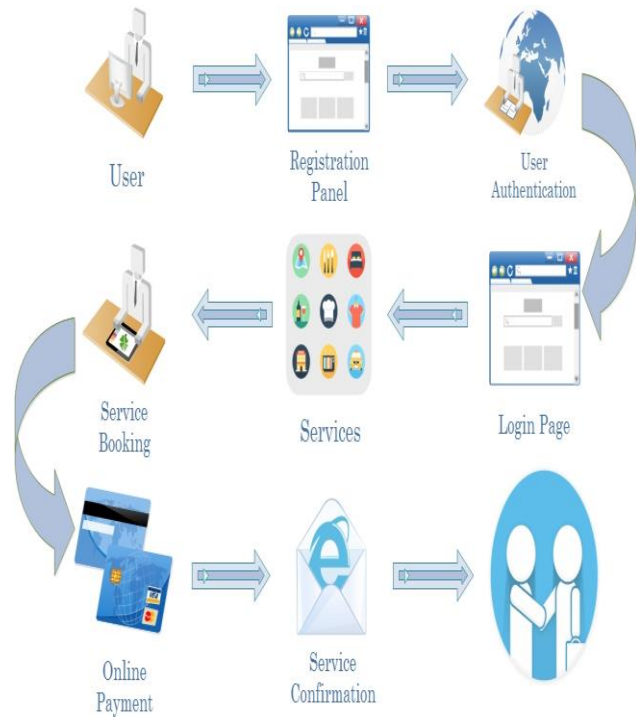 User
Registration
Panel
User
Authentication
Service
Booking
Services
Login Page
Online
Payment
Service
Confirmation